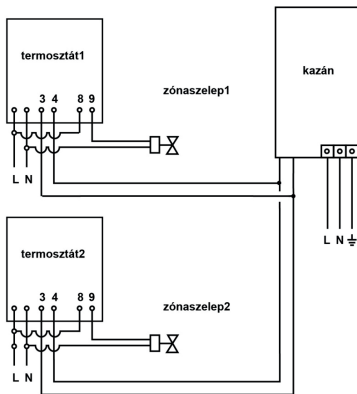 termosztát1
kazán
3 4 8 9
zónaszelep1
L N
L N
termosztát2
3 4 8 9
zónaszelep2
L N